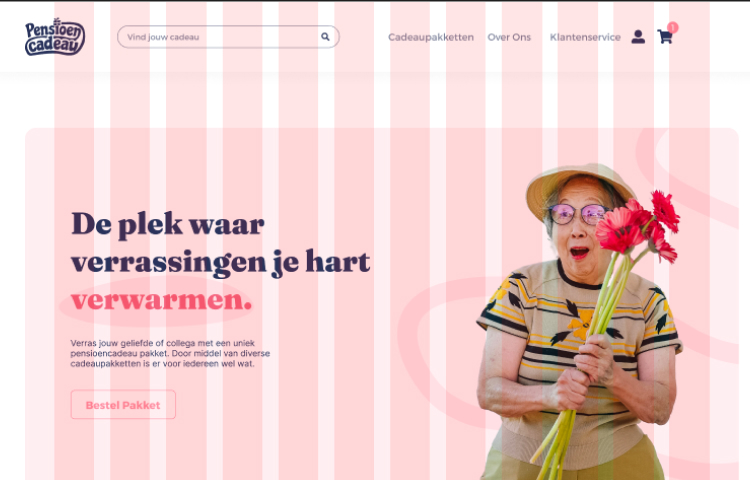 Pensioen
cadeau
Vind jouw cadeau
Cadeaupakketten
Over Ons
Klantenservice
1
De plek waar
verrassingen je hart
verwarmen.
Verras jouw geliefde of collega met een uniek
pensioencadeau pakket. Door middel van diverse
cadeaupakketten is er voor iedereen wel wat.
Bestel Pakket